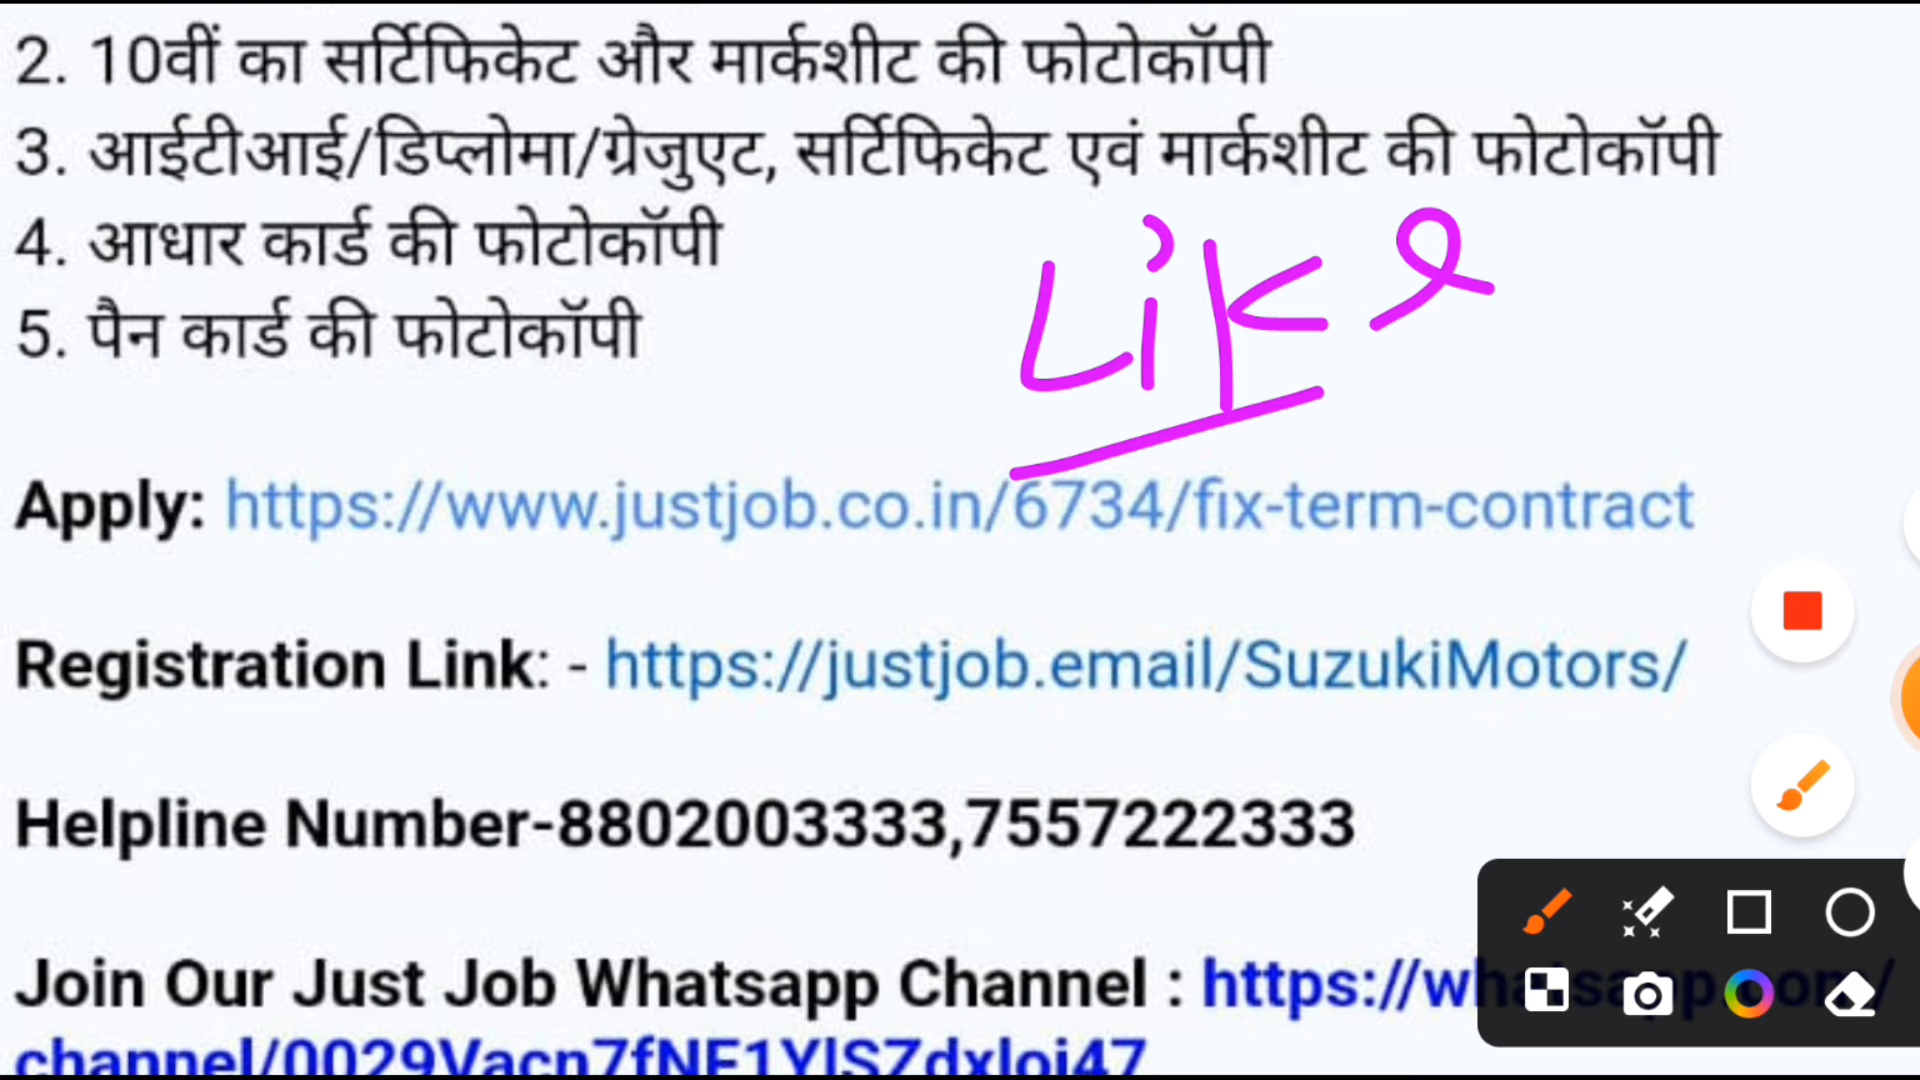 2. 10वीं का सर्टिफिकेट और मार्कशीट की फोटोकॉपी
3. आईटीआई/डिप्लोमा/ग्रेजुएट, सर्टिफिकेट एवं मार्कशीट की फोटोकॉपी
4. आधार कार्ड की फोटोकॉपी
5. पैन कार्ड की फोटोकॉपी
Like
Apply: https://www.justjob.co.in/6734/fix-term-contract
Registration Link: - https://justjob.email/SuzukiMotors/
Helpline Number-8802003333,7557222333
Join Our Just Job Whatsapp Channel :